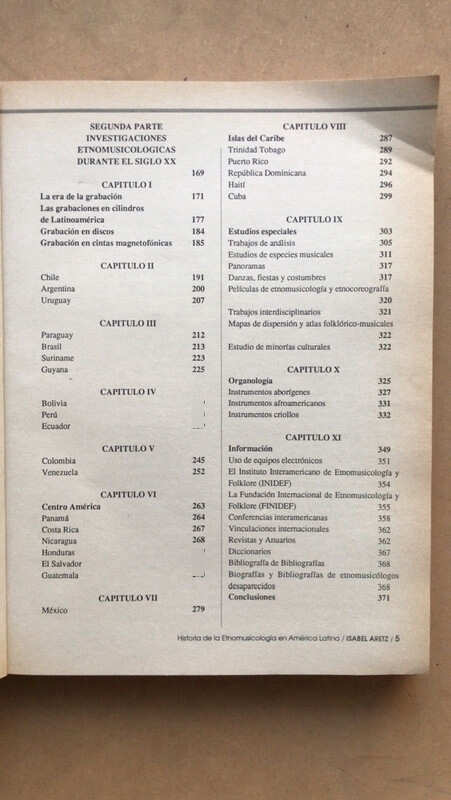 SEGUNDA PARTE
INVESTIGACIONES
ETNOMUSICOLOGICAS
DURANTE EL SIGLO XX
169
CAPITULO I
La era de la grabación 171
Las grabaciones en cilindros
de Latinoamérica 177
Grabación en discos 184
Grabación en cintas magnetofónicas 185
CAPITULO II
Chile 191
Argentina 200
Uruguay 207
CAPITULO III
Paraguay 212
Brasil 213
Suriname 223
Guyana 225
CAPITULO IV
Bolivia
Perú
Ecuador
CAPITULO V
Colombia 245
Venezuela 252
CAPITULO VI
Centro América 263
Panamá 264
Costa Rica 267
Nicaragua 268
Honduras
El Salvador
Guatemala
CAPITULO VII
México 279
CAPITULO VIII
Islas del Caribe 287
Trinidad Tobago 289
Puerto Rico 292
República Dominicana 294
Haití 296
Cuba 299
CAPITULO IX
Estudios especiales 303
Trabajos de análisis 305
Estudios de especies musicales 311
Panoramas 317
Danzas, fiestas y costumbres 317
Películas de etnomusicología y etnocoreografía
320
Trabajos interdisciplinarios 321
Mapas de dispersión y atlas folklórico-musicales
322
Estudio de minorías culturales 322
CAPITULO X
Organología 325
Instrumentos aborígenes 327
Instrumentos afroamericanos 331
Instrumentos criollos 332
CAPITULO XI
Información 349
Uso de equipos electrónicos 351
El Instituto Interamericano de Etnomusicología y
Folklore (INIDEF) 354
La Fundación Internacional de Etnomusicología y
Folklore (FINIDEF) 355
Conferencias interamericanas 358
Vinculaciones internacionales 362
Revistas y Anuarios 362
Diccionarios 367
Bibliografía de Bibliografías 368
Biografías y Bibliografías de etnomusicólogos
desaparecidos 368
Conclusiones 371
Historia de la Etnomusicología en América Latina / ISABEL ARETZ / 5